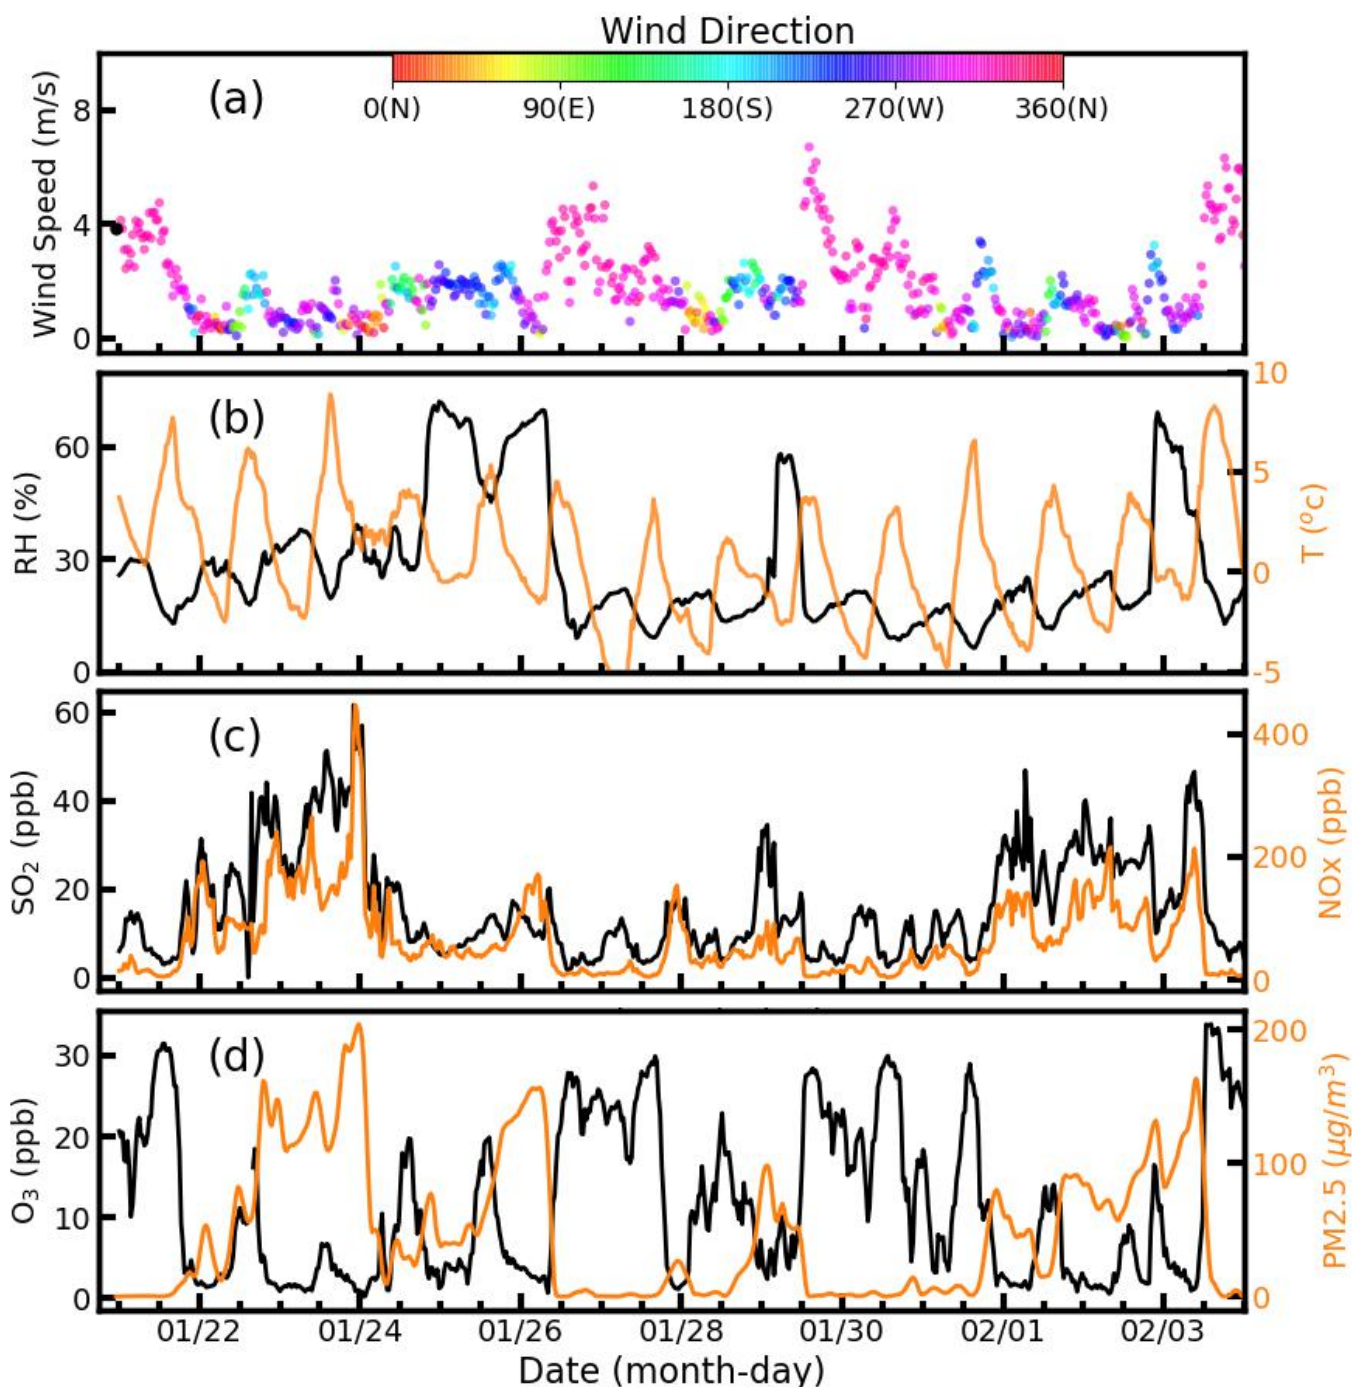 Wind Direction
(a)
0(N) 90(E) 180(S) 270(W) 360(N)
Wind Speed (m/s)
8
4
0
(b)
RH (%)
60
30
0
10
5
0
-5
T (°C)
(c)
SO₂ (ppb)
60
40
20
0
400
200
0
NOx (ppb)
(d)
O₃ (ppb)
30
20
10
0
200
100
0
PM2.5 (μg/m³)
01/22 01/24 01/26 01/28 01/30 02/01 02/03
Date (month-day)